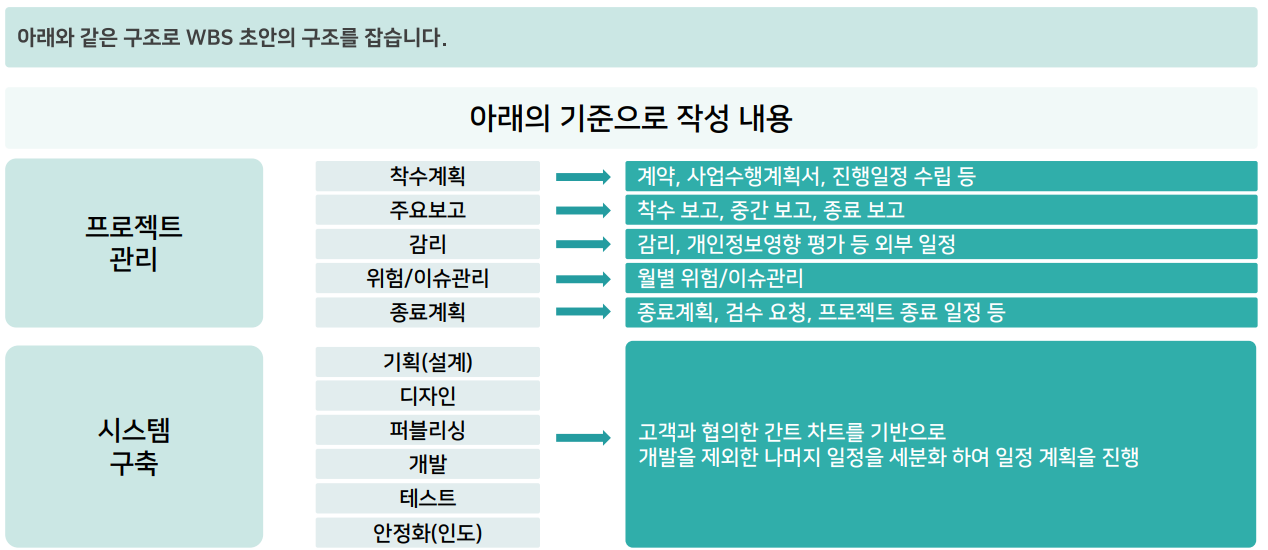 아래와 같은 구조로 WBS 초안의 구조를 잡습니다.
아래의 기준으로 작성 내용
프로젝트
관리
착수계획
계약, 사업수행계획서, 진행일정 수립 등
주요보고
착수 보고, 중간 보고, 종료 보고
감리
감리, 개인정보영향 평가 등 외부 일정
위험/이슈관리
월별 위험/이슈관리
종료계획
종료계획, 검수 요청, 프로젝트 종료 일정 등
시스템
구축
기획(설계)
디자인
퍼블리싱
개발
테스트
안정화(인도)
고객과 협의한 간트 차트를 기반으로
개발을 제외한 나머지 일정을 세분화 하여 일정 계획을 진행